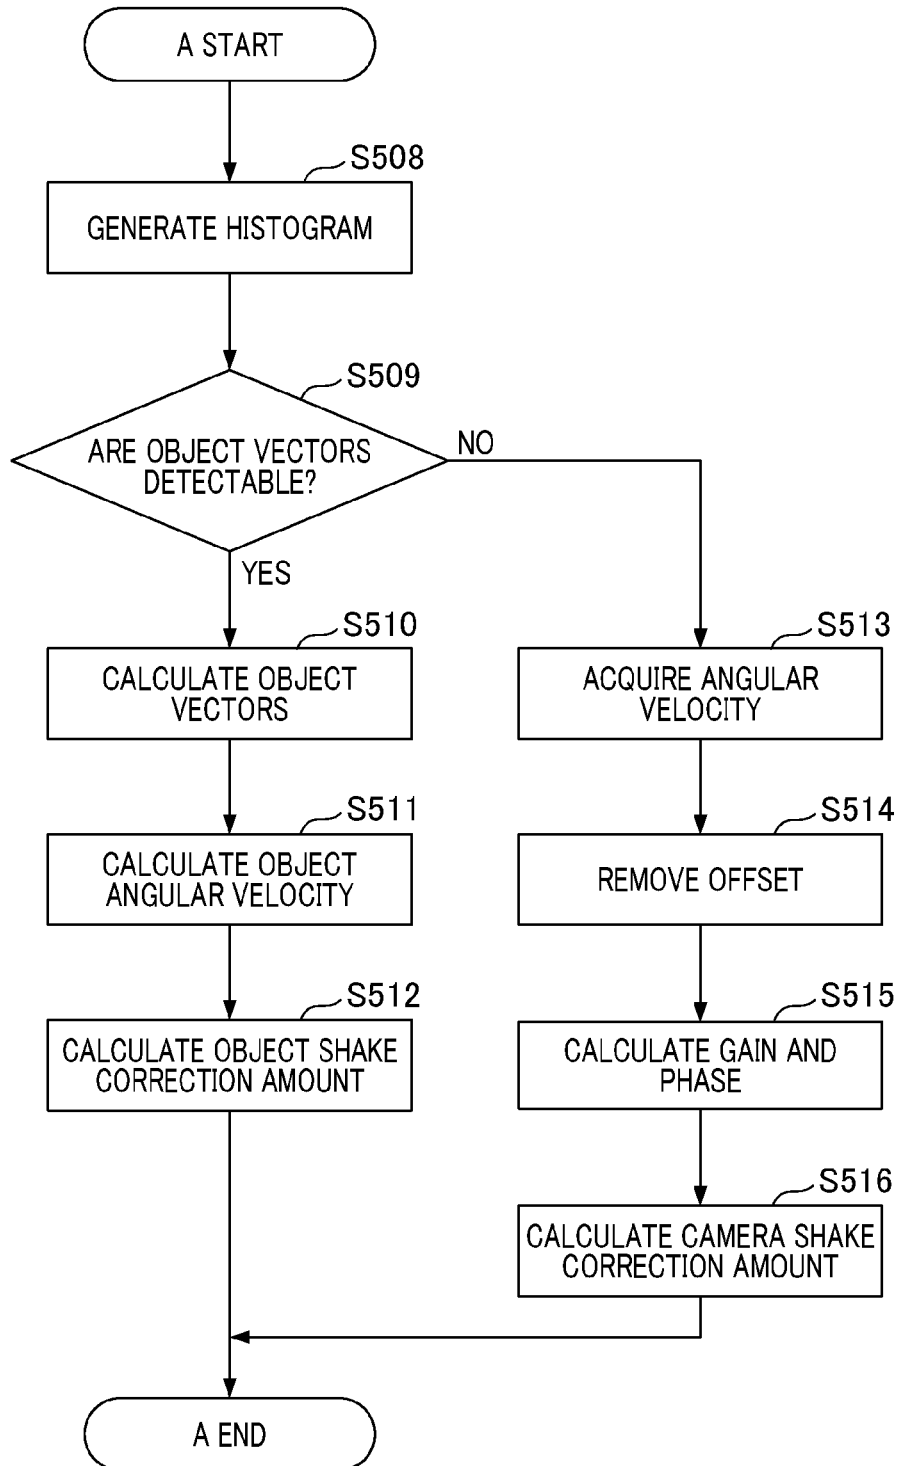 A START
S508
GENERATE HISTOGRAM
S509
ARE OBJECT VECTORS
DETECTABLE?
NO
YES
S510
CALCULATE OBJECT
VECTORS
S511
CALCULATE OBJECT
ANGULAR VELOCITY
S512
CALCULATE OBJECT SHAKE
CORRECTION AMOUNT
S513
ACQUIRE ANGULAR
VELOCITY
S514
REMOVE OFFSET
S515
CALCULATE GAIN AND
PHASE
S516
CALCULATE CAMERA SHAKE
CORRECTION AMOUNT
A END